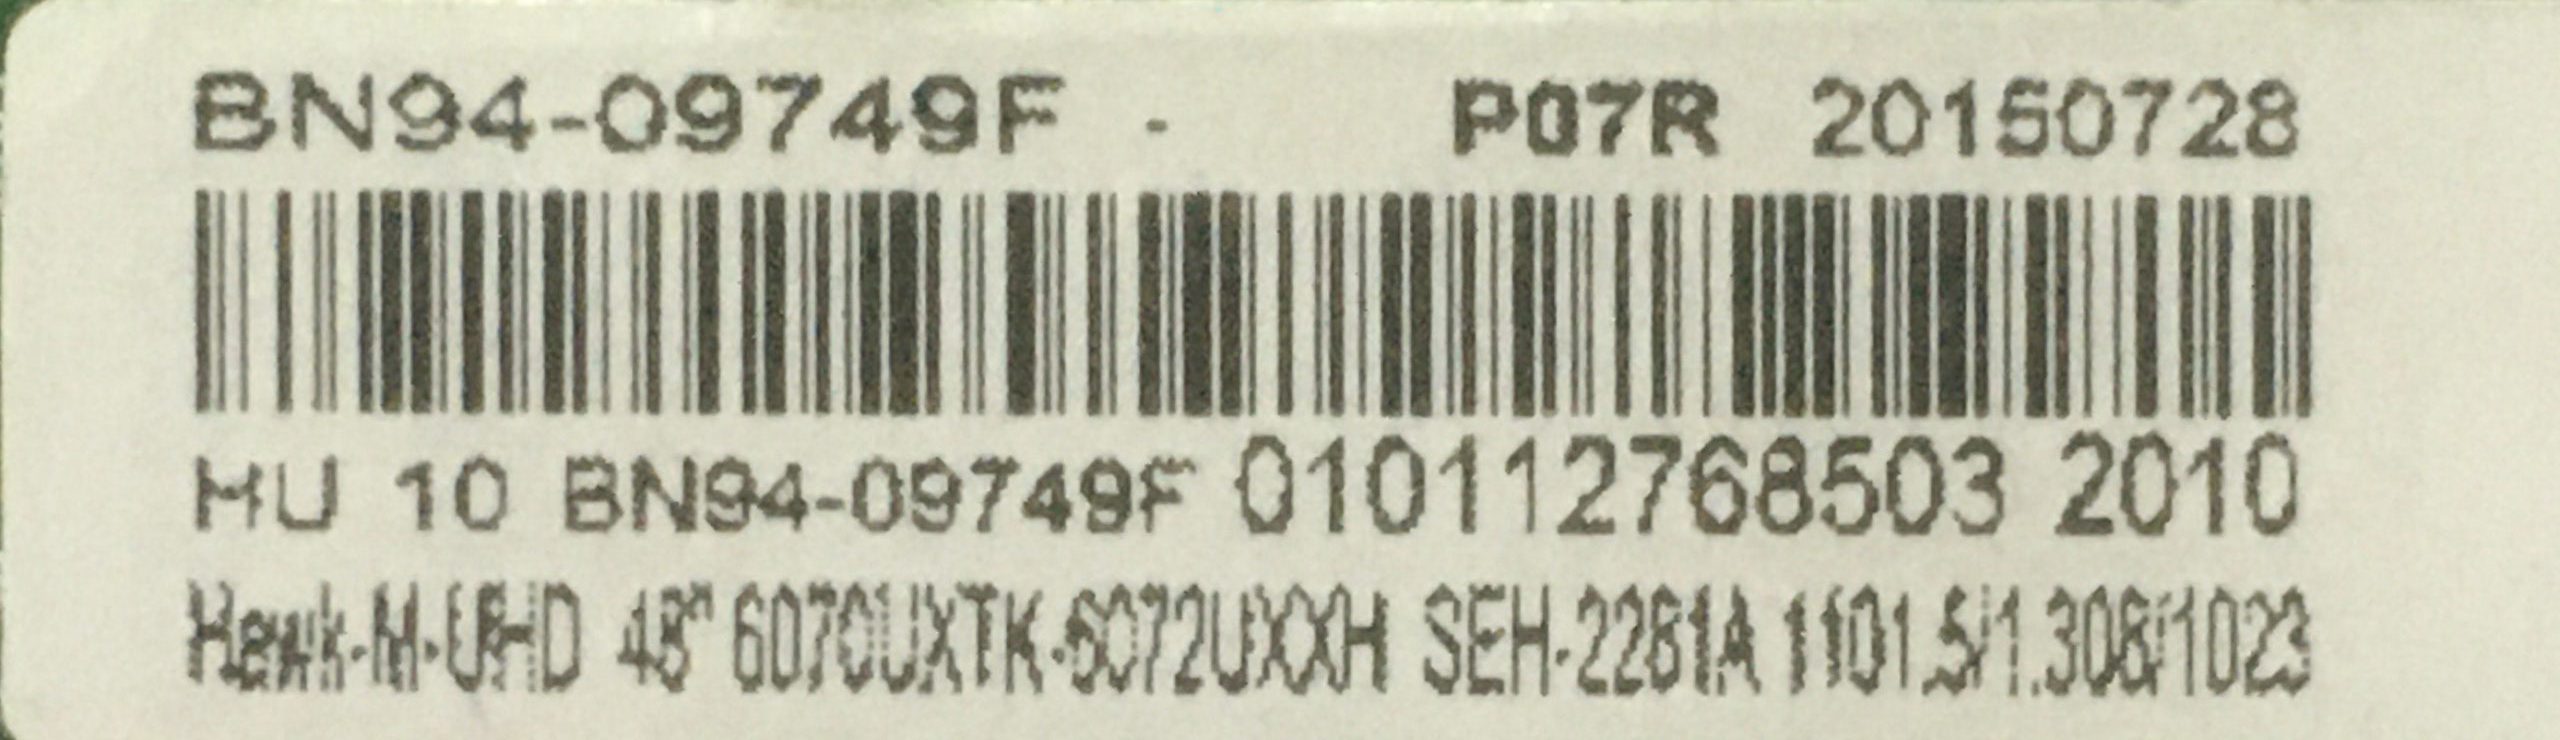 BN94-09749F - P07R 20150728
HU 10 BN94-09749F 010112768503 2010
Hawk-M-UHD 48" 6070UXTK-6072UXXH SEH-2261A 1101.5/1.306/1023